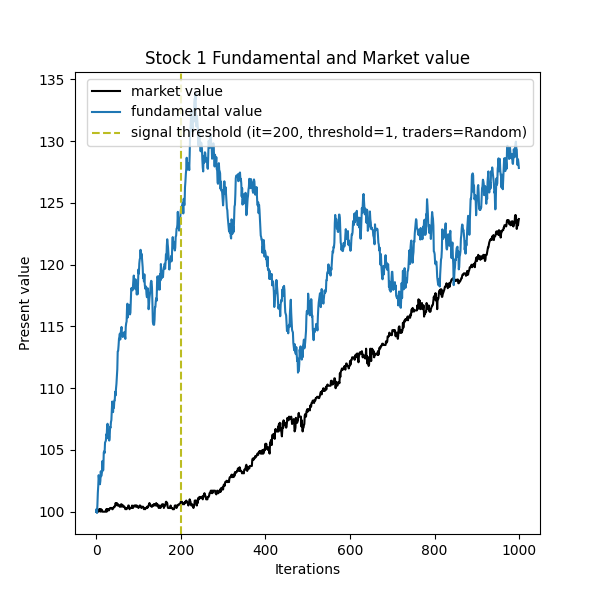 Stock 1 Fundamental and Market value
market value
fundamental value
signal threshold (it=200, threshold=1, traders=Random)
Present value
135
130
125
120
115
110
105
100
0 200 400 600 800 1000
Iterations